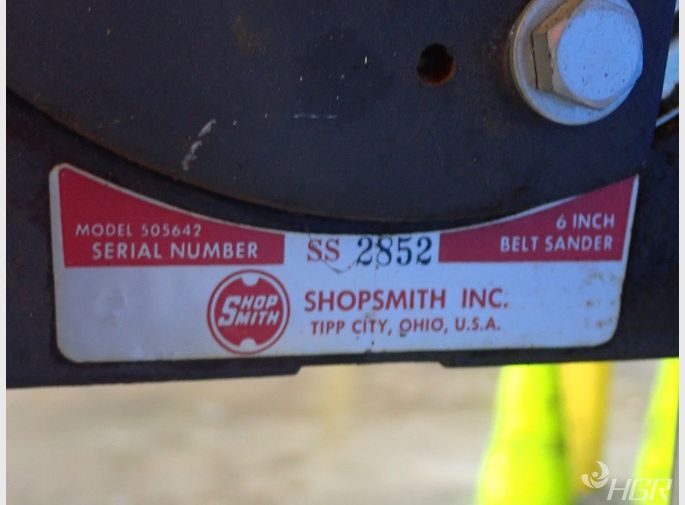 MODEL 505642
SERIAL NUMBER
SS 2852
6 INCH
BELT SANDER
SHOP
SMITH
SHOPSMITH INC.
TIPP CITY, OHIO, U.S.A.
HGR